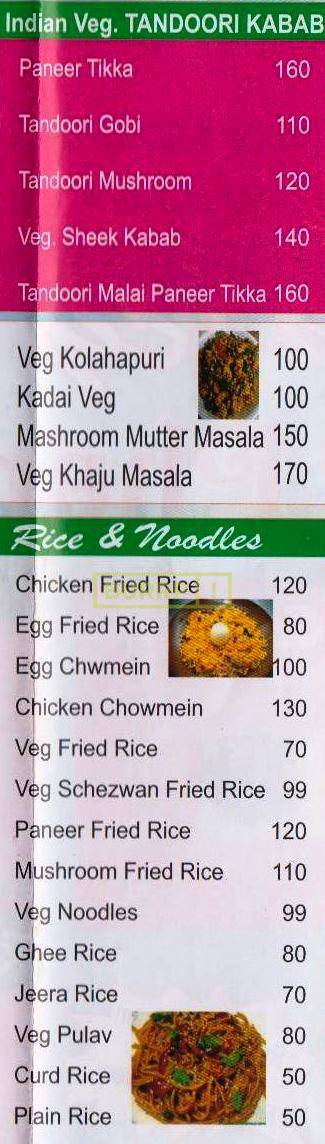 Indian Veg. TANDOORI KABAB
Paneer Tikka 160
Tandoori Gobi 110
Tandoori Mushroom 120
Veg. Sheek Kabab 140
Tandoori Malai Paneer Tikka 160
Veg Kolahapuri 100
Kadai Veg 100
Mashroom Mutter Masala 150
Veg Khaju Masala 170
Rice & Noodles
Chicken Fried Rice 120
Egg Fried Rice 80
Egg Chwmein 100
Chicken Chowmein 130
Veg Fried Rice 70
Veg Schezwan Fried Rice 99
Paneer Fried Rice 120
Mushroom Fried Rice 110
Veg Noodles 99
Ghee Rice 80
Jeera Rice 70
Veg Pulav 80
Curd Rice 50
Plain Rice 50